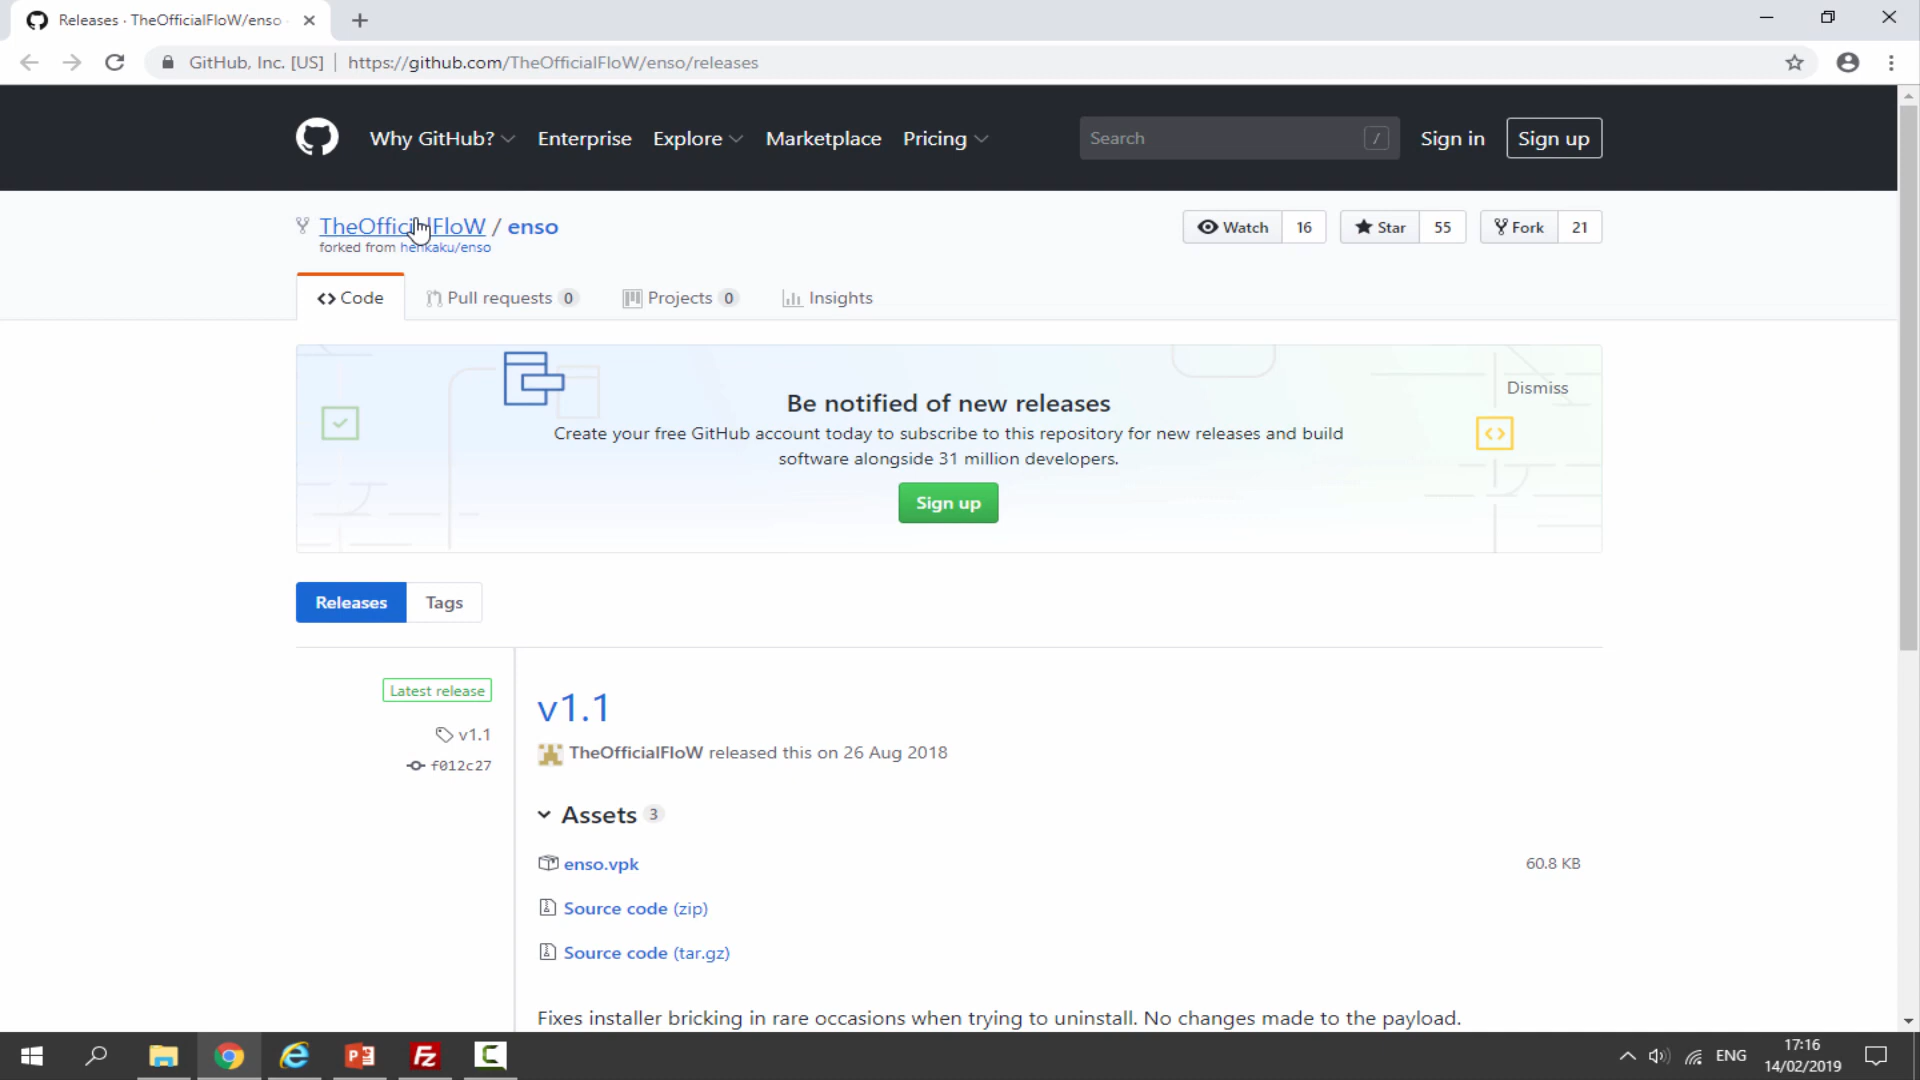 Releases · TheOfficialFloW/enso
GitHub, Inc. [US] | https://github.com/TheOfficialFloW/enso/releases
Why GitHub? Enterprise Explore Marketplace Pricing Search / Sign in Sign up
TheOfficialFloW / enso Watch 16 Star 55 Fork 21
forked from henkaku/enso
Code Pull requests 0 Projects 0 Insights
Dismiss
Be notified of new releases
Create your free GitHub account today to subscribe to this repository for new releases and build
software alongside 31 million developers.
Sign up
Releases Tags
Latest release
v1.1
f012c27
v1.1
TheOfficialFloW released this on 26 Aug 2018
Assets 3
enso.vpk 60.8 KB
Source code (zip)
Source code (tar.gz)
Fixes installer bricking in rare occasions when trying to uninstall. No changes made to the payload.
ENG
17:16
14/02/2019